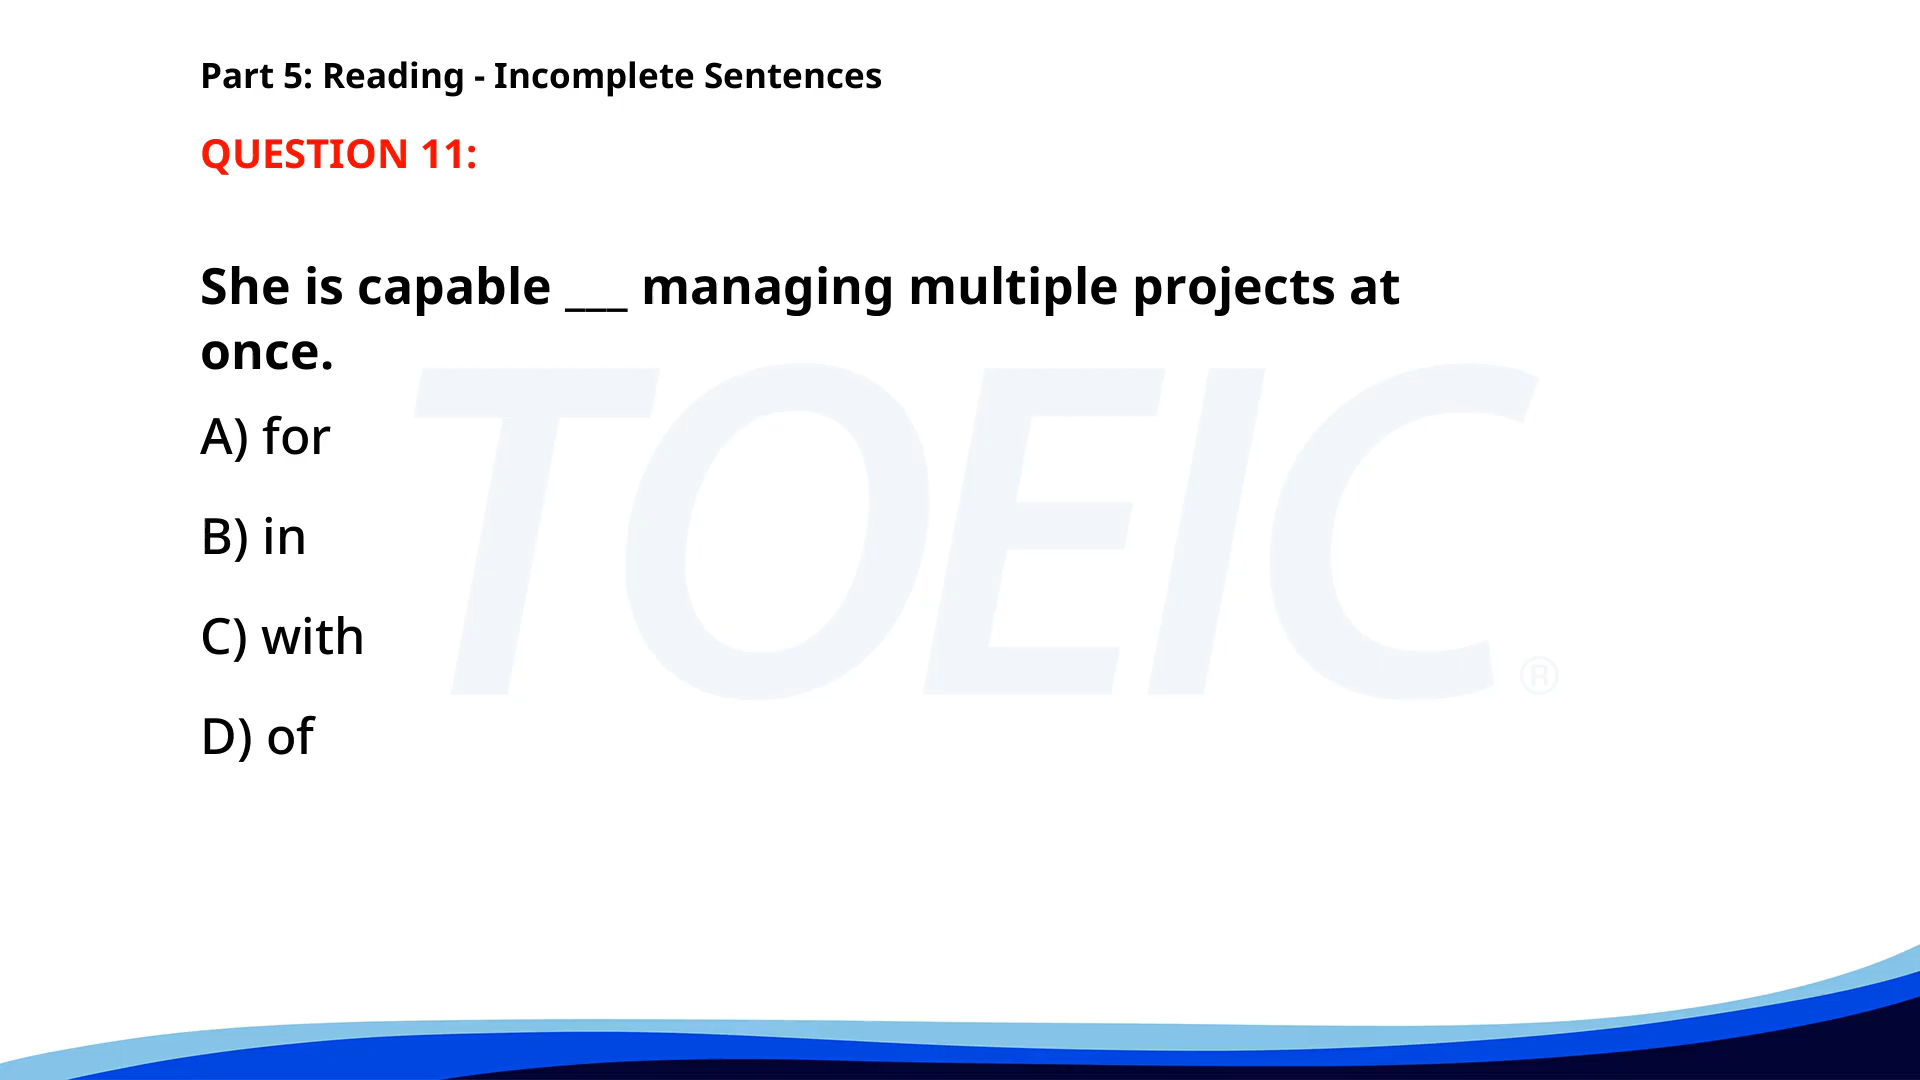 Part 5: Reading - Incomplete Sentences
QUESTION 11:
She is capable ___ managing multiple projects at
once.
TOEIC ®
A) for
B) in
C) with
D) of